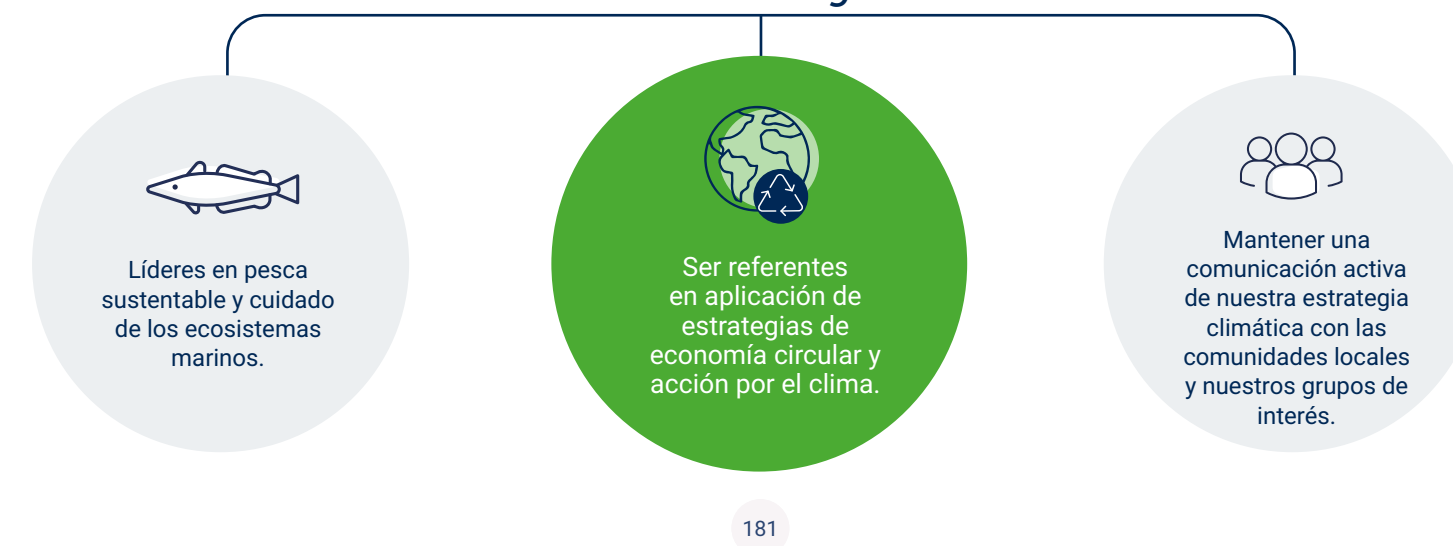 Líderes en pesca
sustentable y cuidado
de los ecosistemas
marinos.
Ser referentes
en aplicación de
estrategias de
economía circular y
acción por el clima.
Mantener una
comunicación activa
de nuestra estrategia
climática con las
comunidades locales
y nuestros grupos de
interés.
181